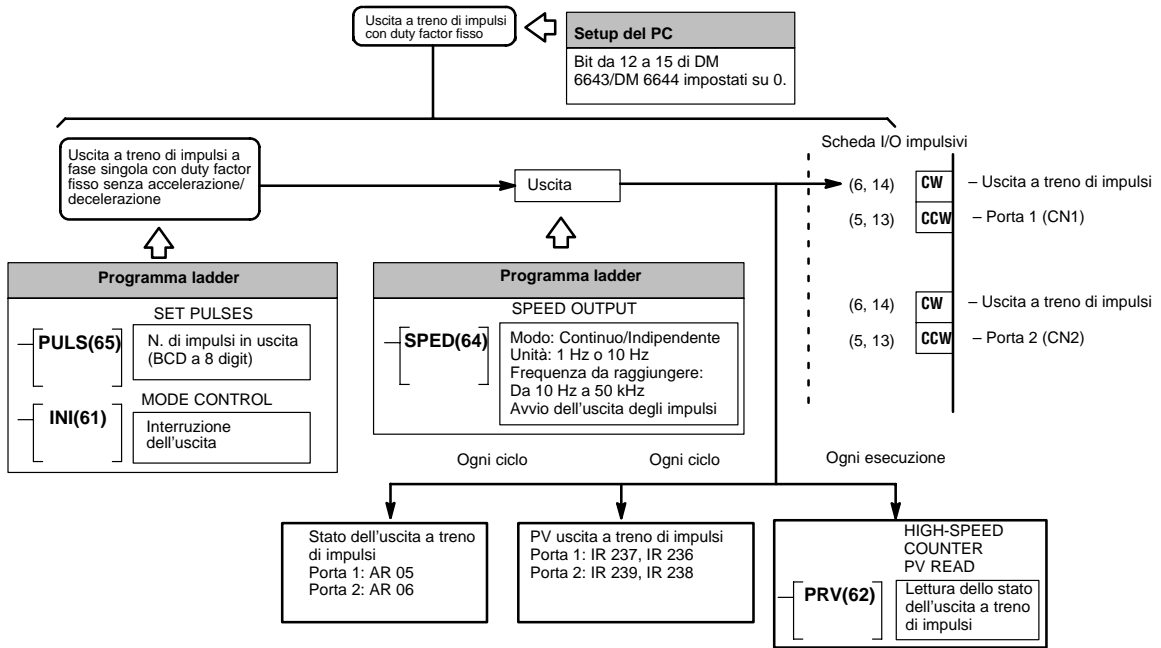 Uscita a treno di impulsi
con duty factor fisso
Setup del PC
Bit da 12 a 15 di DM
6643/DM 6644 impostati su 0.
Uscita a treno di impulsi a
fase singola con duty factor
fisso senza accelerazione/
decelerazione
Uscita
Scheda I/O impulsivi
(6, 14) CW – Uscita a treno di impulsi
(5, 13) CCW – Porta 1 (CN1)
(6, 14) CW – Uscita a treno di impulsi
(5, 13) CCW – Porta 2 (CN2)
Programma ladder
SET PULSES
PULS(65)
N. di impulsi in uscita
(BCD a 8 digit)
MODE CONTROL
INI(61)
Interruzione
dell'uscita
Programma ladder
SPEED OUTPUT
SPED(64)
Modo: Continuo/Indipendente
Unità: 1 Hz o 10 Hz
Frequenza da raggiungere:
Da 10 Hz a 50 kHz
Avvio dell'uscita degli impulsi
Ogni ciclo
Ogni ciclo
Ogni esecuzione
Stato dell'uscita a treno
di impulsi
Porta 1: AR 05
Porta 2: AR 06
PV uscita a treno di impulsi
Porta 1: IR 237, IR 236
Porta 2: IR 239, IR 238
HIGH-SPEED
COUNTER
PV READ
PRV(62)
Lettura dello stato
dell'uscita a treno
di impulsi